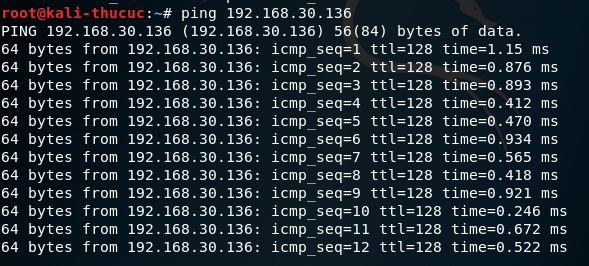 root@kali-thucuc:~# ping 192.168.30.136
PING 192.168.30.136 (192.168.30.136) 56(84) bytes of data.
64 bytes from 192.168.30.136: icmp_seq=1 ttl=128 time=1.15 ms
64 bytes from 192.168.30.136: icmp_seq=2 ttl=128 time=0.876 ms
64 bytes from 192.168.30.136: icmp_seq=3 ttl=128 time=0.893 ms
64 bytes from 192.168.30.136: icmp_seq=4 ttl=128 time=0.412 ms
64 bytes from 192.168.30.136: icmp_seq=5 ttl=128 time=0.470 ms
64 bytes from 192.168.30.136: icmp_seq=6 ttl=128 time=0.934 ms
64 bytes from 192.168.30.136: icmp_seq=7 ttl=128 time=0.565 ms
64 bytes from 192.168.30.136: icmp_seq=8 ttl=128 time=0.418 ms
64 bytes from 192.168.30.136: icmp_seq=9 ttl=128 time=0.921 ms
64 bytes from 192.168.30.136: icmp_seq=10 ttl=128 time=0.246 ms
64 bytes from 192.168.30.136: icmp_seq=11 ttl=128 time=0.672 ms
64 bytes from 192.168.30.136: icmp_seq=12 ttl=128 time=0.522 ms